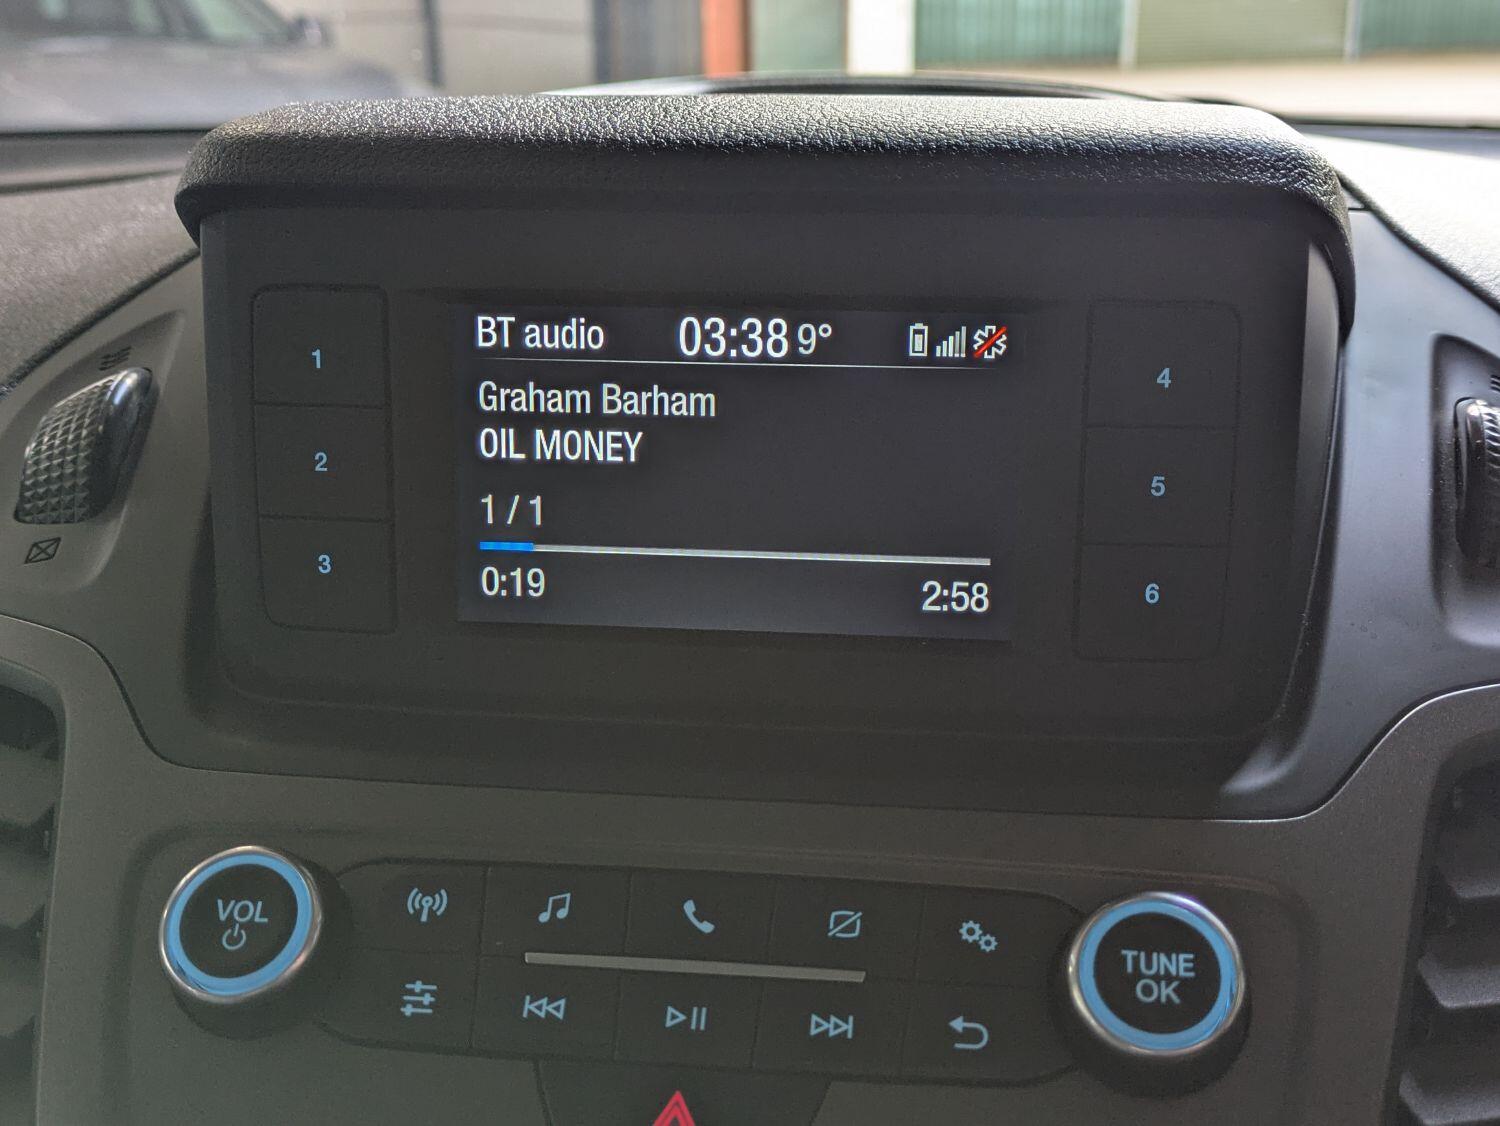 BT audio 03:38 9°
Graham Barham
OIL MONEY
1 / 1
0:19 2:58
1
2
3
4
5
6
VOL
TUNE
OK